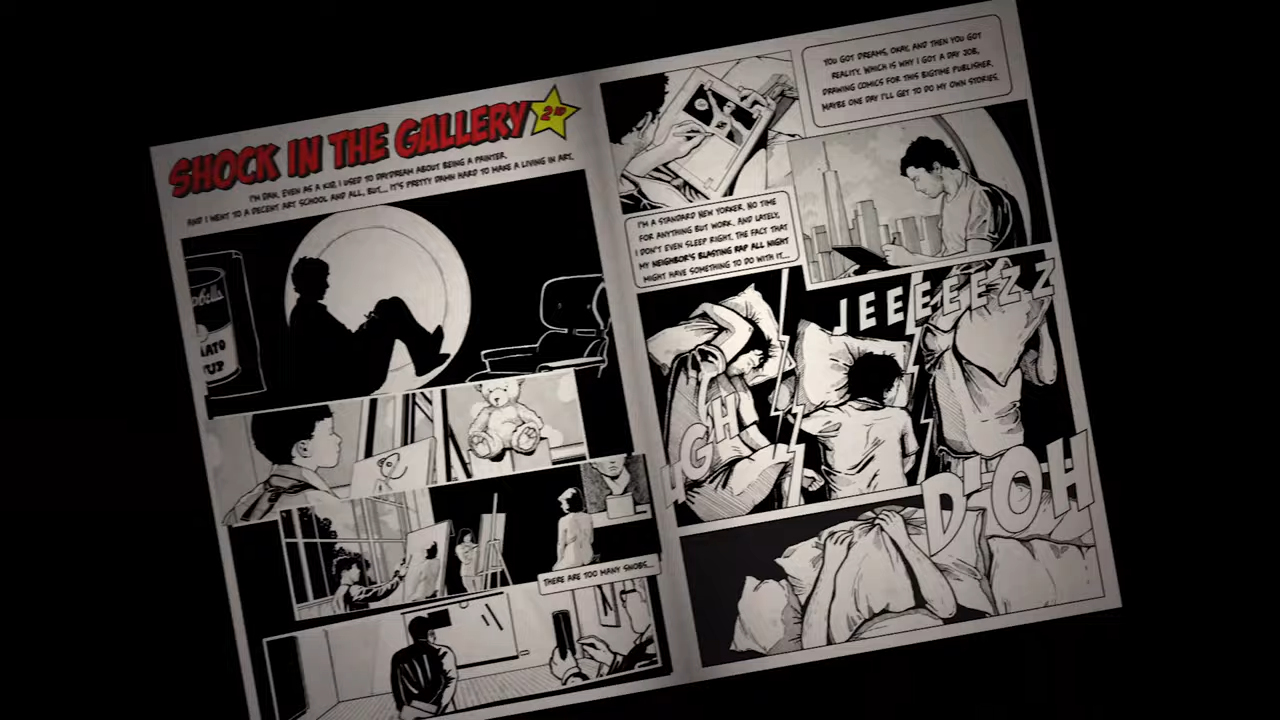 SHOCK IN THE GALLERY
I'M DAN. EVEN AS A KID, I USED TO DAYDREAM ABOUT BEING A PAINTER.
AND I WENT TO A DECENT ART SCHOOL AND ALL, BUT... IT'S PRETTY DAMN HARD TO MAKE A LIVING IN ART.
THERE ARE TOO MANY SNOBS...
YOU GOT DREAMS, OKAY, AND THEN YOU GOT
REALITY. WHICH IS WHY I GOT A DAY JOB,
DRAWING COMICS FOR THIS BIGTIME PUBLISHER.
MAYBE ONE DAY I'LL GET TO DO MY OWN STORIES.
I'M A STANDARD NEW YORKER. NO TIME
FOR ANYTHING BUT WORK. AND LATELY,
I DON'T EVEN SLEEP RIGHT. THE FACT THAT
MY NEIGHBOR'S BLASTING RAP ALL NIGHT
MIGHT HAVE SOMETHING TO DO WITH IT...
JEEEEEEZZ
D'OH